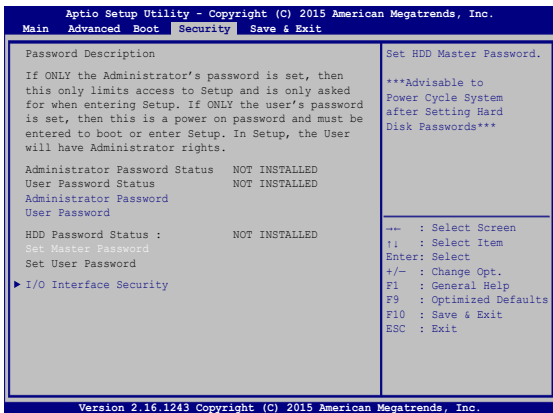 Aptio Setup Utility - Copyright (C) 2015 American Megatrends, Inc.
Main Advanced Boot Security Save & Exit
Password Description
If ONLY the Administrator's password is set, then
this only limits access to Setup and is only asked
for when entering Setup. If ONLY the user's password
is set, then this is a power on password and must be
entered to boot or enter Setup. In Setup, the User
will have Administrator rights.
Administrator Password Status NOT INSTALLED
User Password Status NOT INSTALLED
Administrator Password
User Password
HDD Password Status : NOT INSTALLED
Set Master Password
Set User Password
► I/O Interface Security
Set HDD Master Password.
***Advisable to
Power Cycle System
after Setting Hard
Disk Passwords***
→← : Select Screen
↑↓ : Select Item
Enter: Select
+/— : Change Opt.
F1 : General Help
F9 : Optimized Defaults
F10 : Save & Exit
ESC : Exit
Version 2.16.1243 Copyright (C) 2015 American Megatrends, Inc.